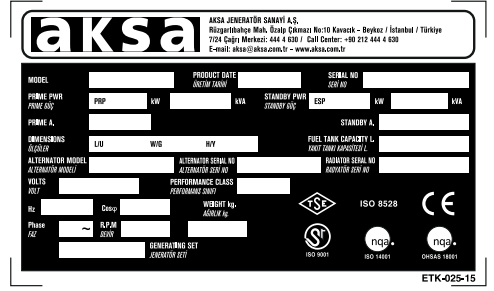 aksa
AKSA JENERATÖR SANAYİ A.Ş.
Rüzgarlıbahçe Mah. Özalp Çıkmazı No:10 Kavacık - Beykoz / İstanbul / Türkiye
7/24 Çağrı Merkezi: 444 4 630 / Call Center: +90 212 444 4 630
E-mail: aksa@aksa.com.tr - www.aksa.com.tr
MODEL PRODUCT DATE SERIAL NO
ÜRETİM TARİHİ SERİ NO
PRIME PWR PRP kW kVA STANDBY PWR ESP kW kVA
PRIME GÜÇ STANDBY GÜÇ
PRIME A. STANDBY A.
DIMENSIONS L/U W/G H/Y FUEL TANK CAPACITY L.
ÖLÇÜLER YAKIT TANKI KAPASİTESİ L.
ALTERNATOR MODEL ALTERNATOR SERIAL NO RADIATOR SERIAL NO
ALTERNATÖR MODELİ ALTERNATÖR SERİ NO RADYATÖR SERİ NO
VOLTS PERFORMANCE CLASS
VOLT PERFORMANS SINIFI
Hz Cosφ WEIGHT kg.
AĞIRLIK kg.
Phase ~ R.P.M
FAZ DEVİR
GENERATING SET
JENERATÖR SETİ
TSE ISO 8528 CE
ISO 9001 nqa. ISO 14001 nqa. OHSAS 18001
ETK-025-15